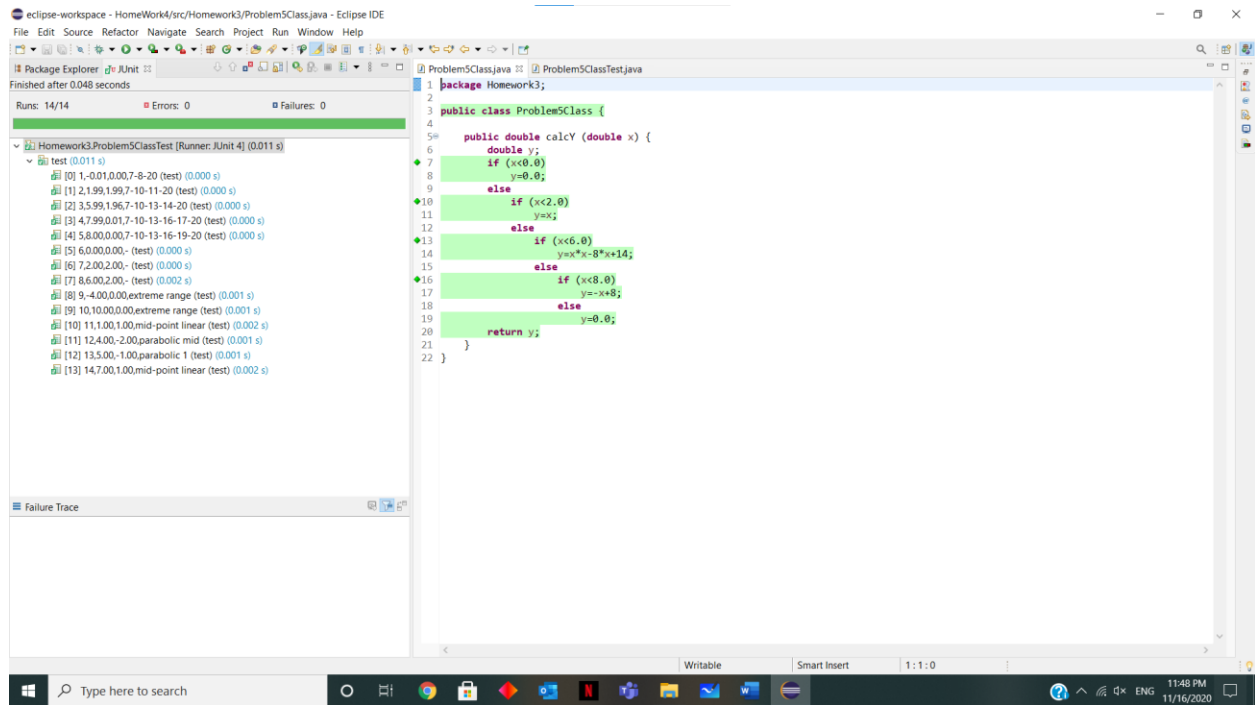 eclipse-workspace - HomeWork4/src/Homework3/Problem5Class.java - Eclipse IDE
File Edit Source Refactor Navigate Search Project Run Window Help
Package Explorer JUnit
Finished after 0.048 seconds
Runs: 14/14 Errors: 0 Failures: 0
Homework3.Problem5ClassTest [Runner: JUnit 4] (0.011 s)
test (0.011 s)
[0] 1,-0.01,0.00,7-8-20 (test) (0.000 s)
[1] 2,1.99,1.99,7-10-11-20 (test) (0.000 s)
[2] 3,5.99,1.96,7-10-13-14-20 (test) (0.000 s)
[3] 4,7.99,0.01,7-10-13-16-17-20 (test) (0.000 s)
[4] 5,8.00,0.00,7-10-13-16-19-20 (test) (0.000 s)
[5] 6,0.00,0.00,- (test) (0.000 s)
[6] 7,2.00,2.00,- (test) (0.000 s)
[7] 8,6.00,2.00,- (test) (0.002 s)
[8] 9,-4.00,0.00,extreme range (test) (0.001 s)
[9] 10,10.00,0.00,extreme range (test) (0.001 s)
[10] 11,1.00,1.00,mid-point linear (test) (0.002 s)
[11] 12,4.00,-2.00,parabolic mid (test) (0.001 s)
[12] 13,5.00,-1.00,parabolic 1 (test) (0.001 s)
[13] 14,7.00,1.00,mid-point linear (test) (0.002 s)
Failure Trace
Problem5Class.java Problem5ClassTest.java
1 package Homework3;
2
3 public class Problem5Class {
4
5 public double calcY (double x) {
6 double y;
7 if (x<0.0)
8 y=0.0;
9 else
10 if (x<2.0)
11 y=x;
12 else
13 if (x<6.0)
14 y=x*x-8*x+14;
15 else
16 if (x<8.0)
17 y=-x+8;
18 else
19 y=0.0;
20 return y;
21 }
22 }
Writable Smart Insert 1 : 1 : 0
Type here to search
ENG
11:48 PM
11/16/2020